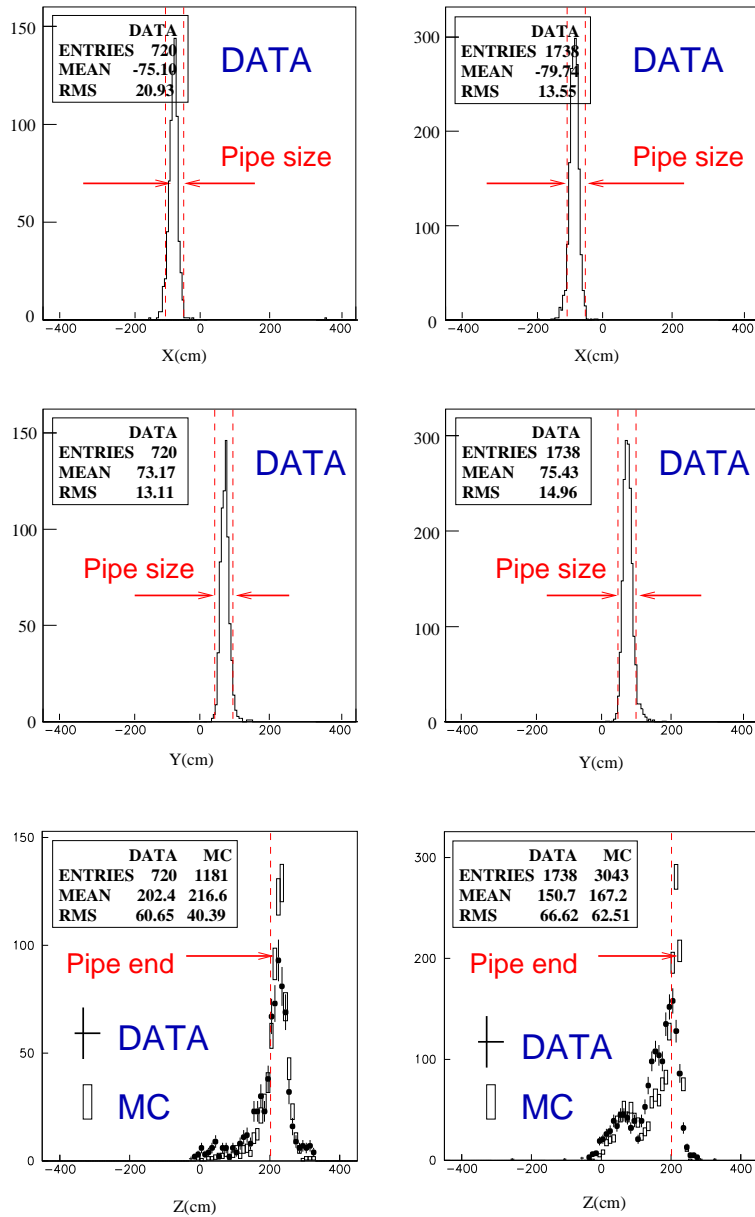 150
100
50
0
DATA
ENTRIES 720
MEAN -75.10
RMS 20.93
DATA
Pipe size
-400 -200 0 200 400
X(cm)
300
200
100
0
DATA
ENTRIES 1738
MEAN -79.74
RMS 13.55
DATA
Pipe size
-400 -200 0 200 400
X(cm)
150
100
50
0
DATA
ENTRIES 720
MEAN 73.17
RMS 13.11
DATA
Pipe size
-400 -200 0 200 400
Y(cm)
300
200
100
0
DATA
ENTRIES 1738
MEAN 75.43
RMS 14.96
DATA
Pipe size
-400 -200 0 200 400
Y(cm)
150
100
50
0
DATA MC
ENTRIES 720 1181
MEAN 202.4 216.6
RMS 60.65 40.39
Pipe end
DATA
MC
-400 -200 0 200 400
Z(cm)
300
200
100
0
DATA MC
ENTRIES 1738 3043
MEAN 150.7 167.2
RMS 66.62 62.51
Pipe end
DATA
MC
-400 -200 0 200 400
Z(cm)